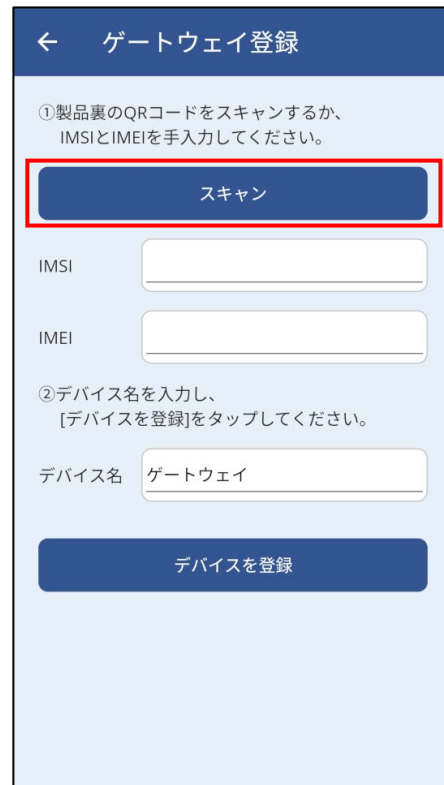 ← ゲートウェイ登録
①製品裏のQRコードをスキャンするか、
IMSIとIMEIを手入力してください。
スキャン
IMSI
IMEI
②デバイス名を入力し、
[デバイスを登録]をタップしてください。
デバイス名 ゲートウェイ
デバイスを登録